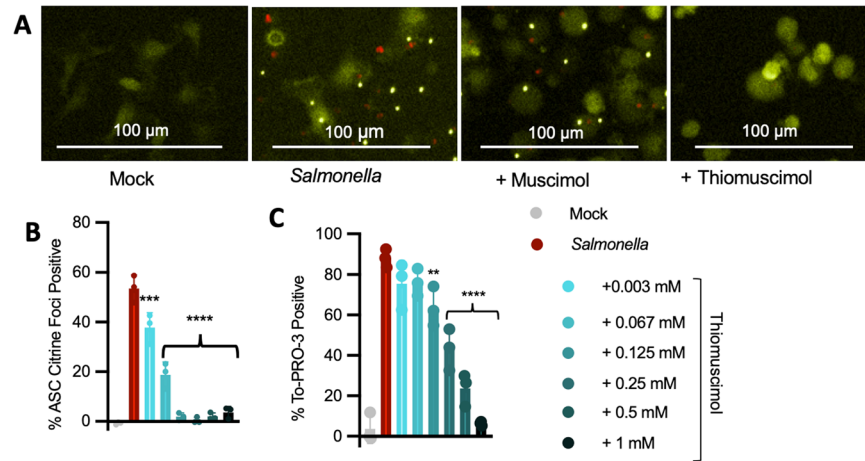 A
100 µm
100 µm
100 µm
100 µm
Mock
Salmonella
+ Muscimol
+ Thiomuscimol
B
% ASC Citrine Foci Positive
80
60
40
20
0
***
****
C
% To-PRO-3 Positive
100
80
60
40
20
0
**
****
Mock
Salmonella
+0.003 mM
+ 0.067 mM
+ 0.125 mM
+ 0.25 mM
+ 0.5 mM
+ 1 mM
Thiomuscimol